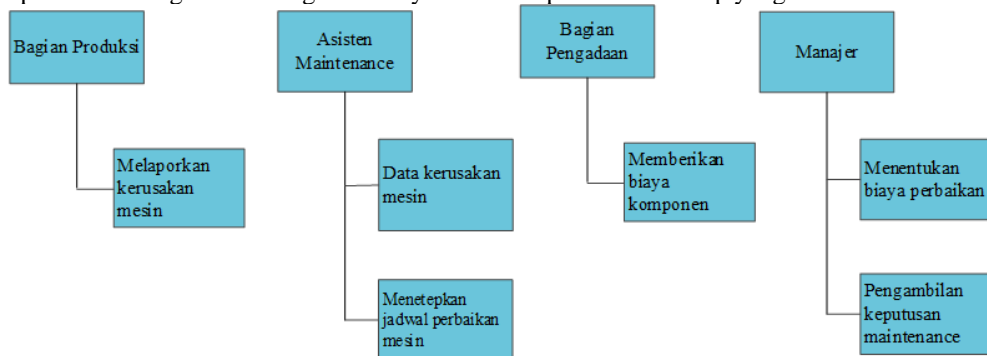 Bagian Produksi
Asisten
Maintenance
Bagian
Pengadaan
Manajer
Melaporkan
kerusakan
mesin
Data kerusakan
mesin
Memberikan
biaya
komponen
Menentukan
biaya perbaikan
Menetepkan
jadwal perbaikan
mesin
Pengambilan
keputusan
maintenance